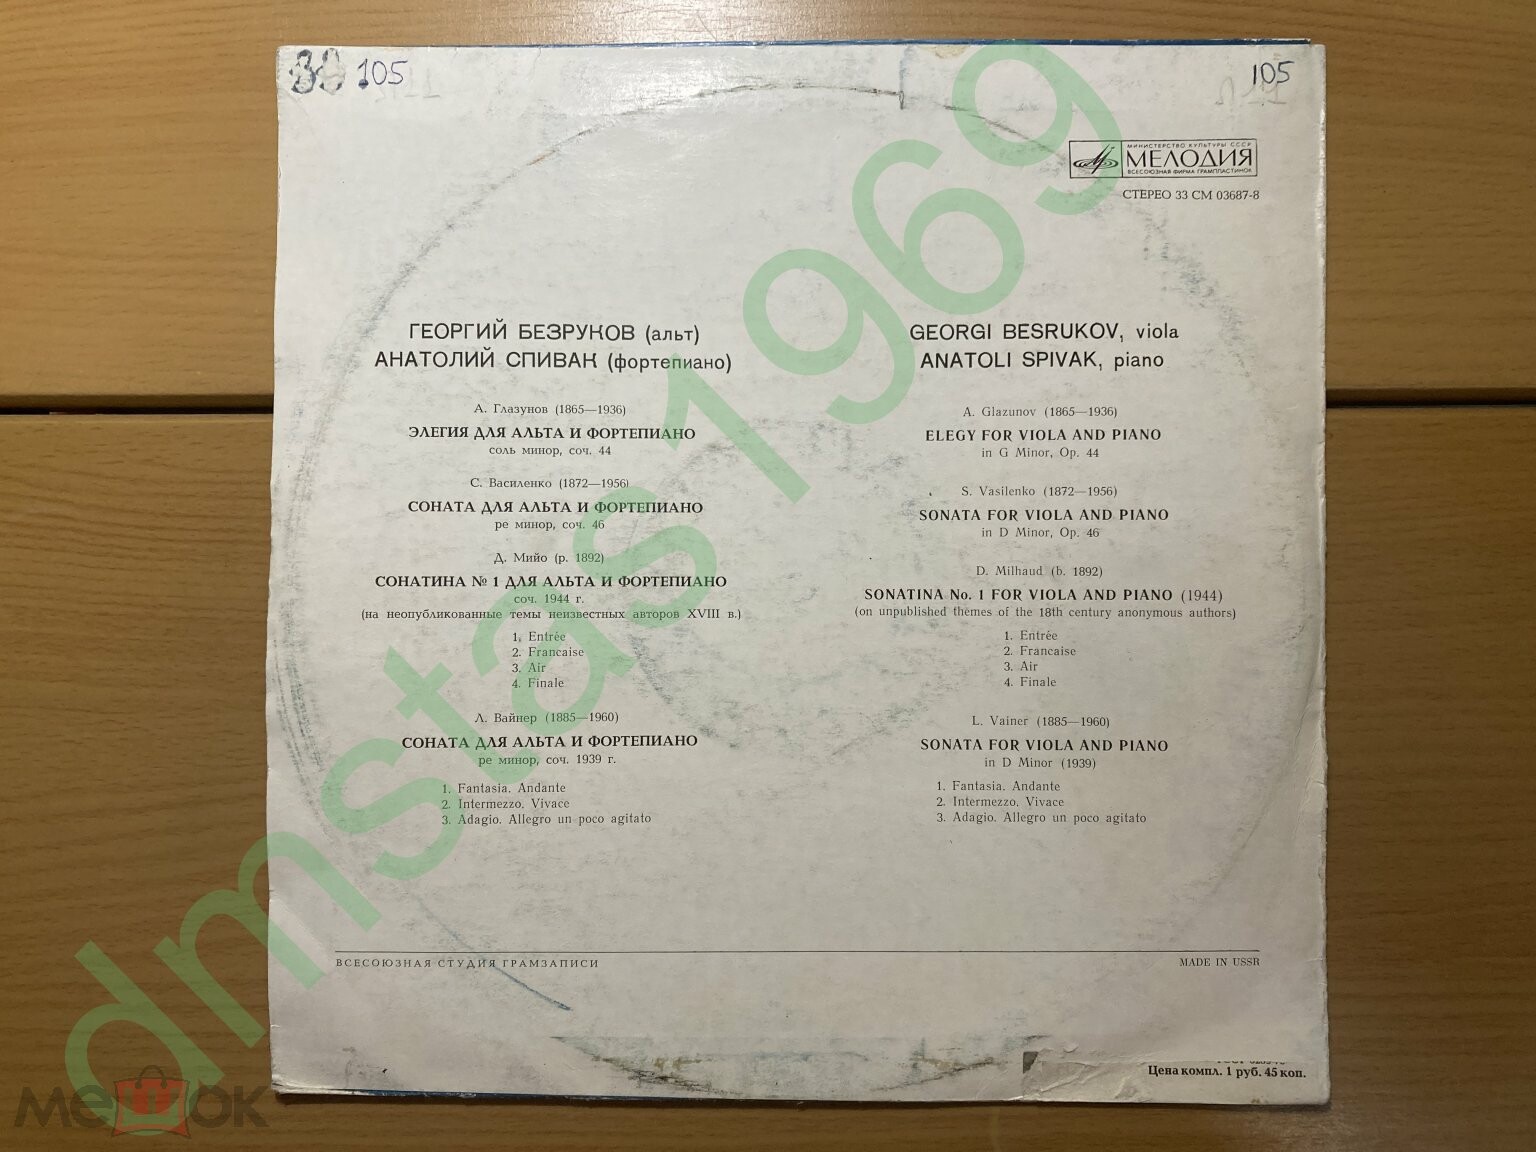 105
105
МИНИСТЕРСТВО КУЛЬТУРЫ СССР
МЕЛОДИЯ
ВСЕСОЮЗНАЯ ФИРМА ГРАМПЛАСТИНОК
СТЕРЕО 33 СМ 03687-8
ГЕОРГИЙ БЕЗРУКОВ (альт)
АНАТОЛИЙ СПИВАК (фортепиано)
А. Глазунов (1865—1936)
ЭЛЕГИЯ ДЛЯ АЛЬТА И ФОРТЕПИАНО
соль минор, соч. 44
С. Василенко (1872—1956)
СОНАТА ДЛЯ АЛЬТА И ФОРТЕПИАНО
ре минор, соч. 46
Д. Мийо (р. 1892)
СОНАТИНА № 1 ДЛЯ АЛЬТА И ФОРТЕПИАНО
соч. 1944 г.
(на неопубликованные темы неизвестных авторов XVIII в.)
1. Entrée
2. Francaise
3. Air
4. Finale
Л. Вайнер (1885—1960)
СОНАТА ДЛЯ АЛЬТА И ФОРТЕПИАНО
ре минор, соч. 1939 г.
1. Fantasia. Andante
2. Intermezzo. Vivace
3. Adagio. Allegro un poco agitato
GEORGI BESRUKOV, viola
ANATOLI SPIVAK, piano
A. Glazunov (1865—1936)
ELEGY FOR VIOLA AND PIANO
in G Minor, Op. 44
S. Vasilenko (1872—1956)
SONATA FOR VIOLA AND PIANO
in D Minor, Op. 46
D. Milhaud (b. 1892)
SONATINA No. 1 FOR VIOLA AND PIANO (1944)
(on unpublished themes of the 18th century anonymous authors)
1. Entrée
2. Francaise
3. Air
4. Finale
L. Vainer (1885—1960)
SONATA FOR VIOLA AND PIANO
in D Minor (1939)
1. Fantasia. Andante
2. Intermezzo. Vivace
3. Adagio. Allegro un poco agitato
ВСЕСОЮЗНАЯ СТУДИЯ ГРАМЗАПИСИ
MADE IN USSR
Цена компл. 1 руб. 45 коп.
dmstas1969
мешок